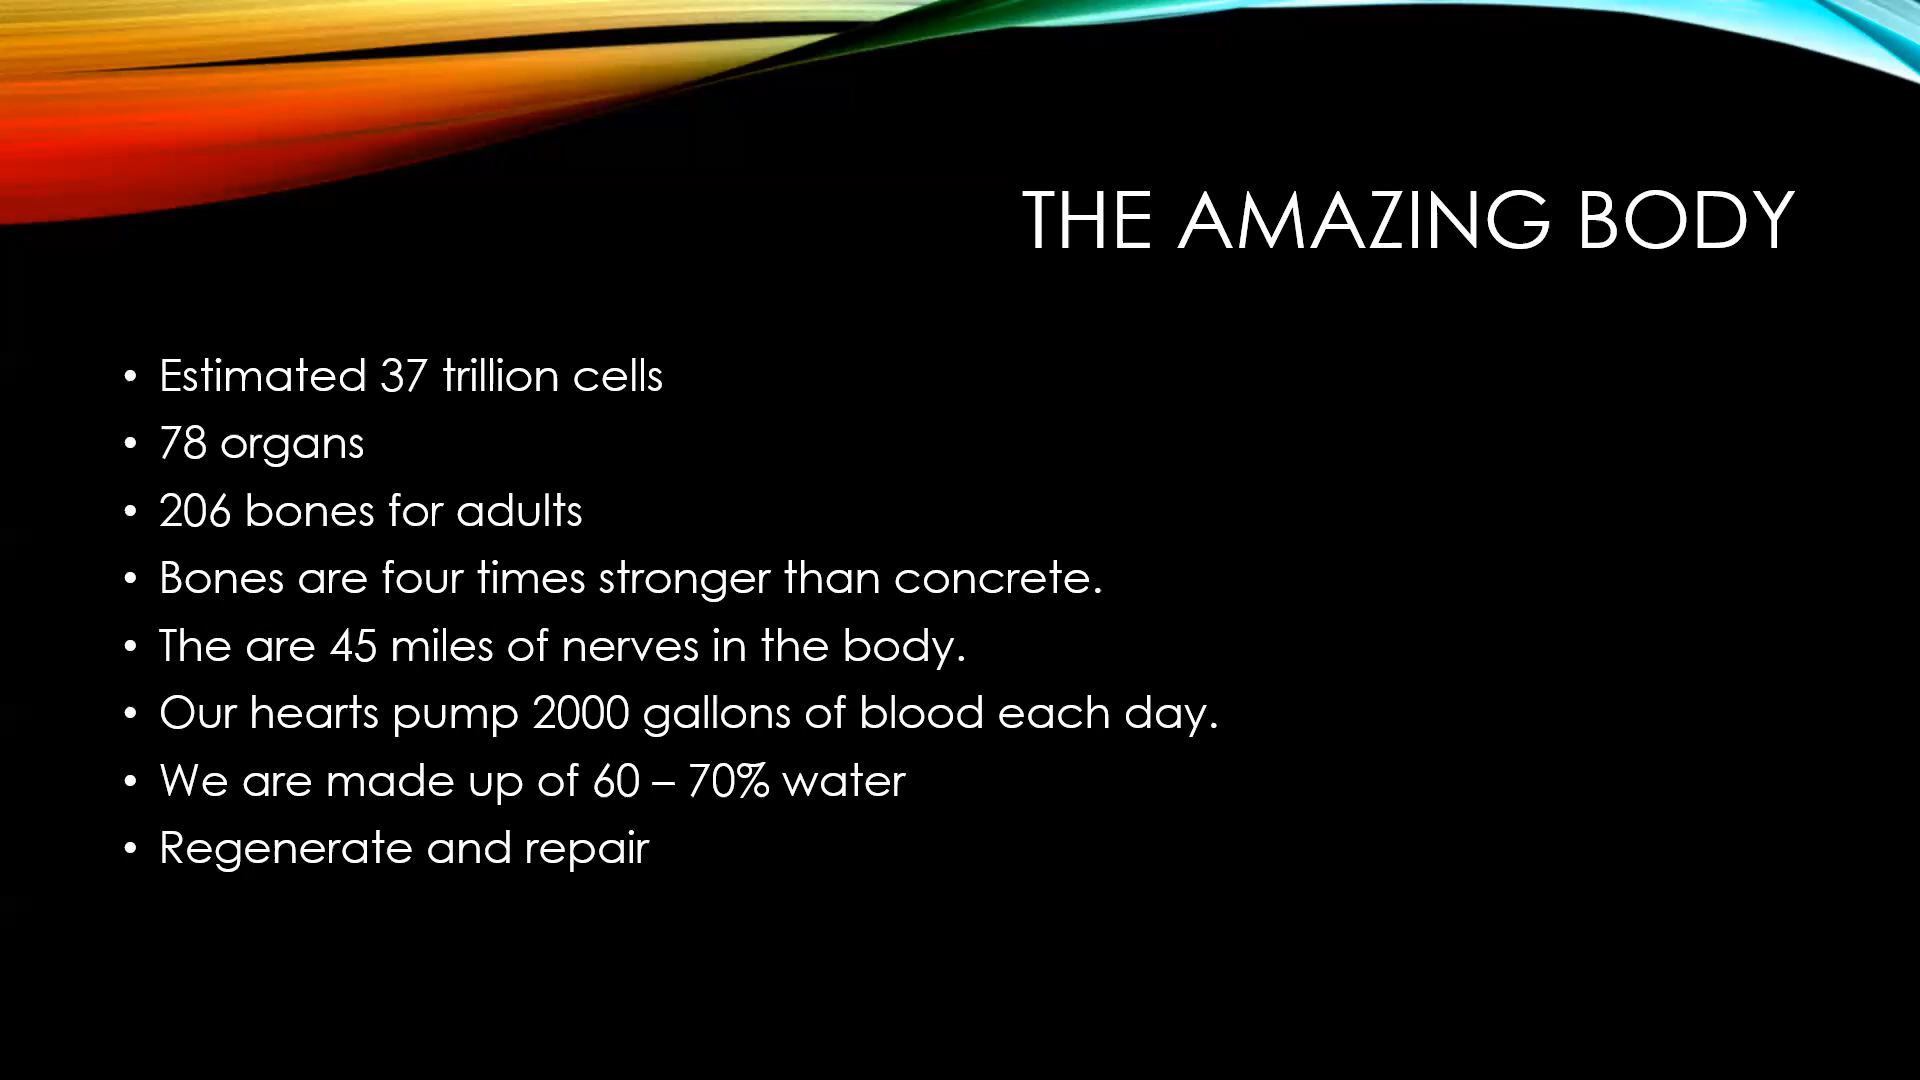 THE AMAZING BODY
• Estimated 37 trillion cells
• 78 organs
• 206 bones for adults
• Bones are four times stronger than concrete.
• The are 45 miles of nerves in the body.
• Our hearts pump 2000 gallons of blood each day.
• We are made up of 60 – 70% water
• Regenerate and repair